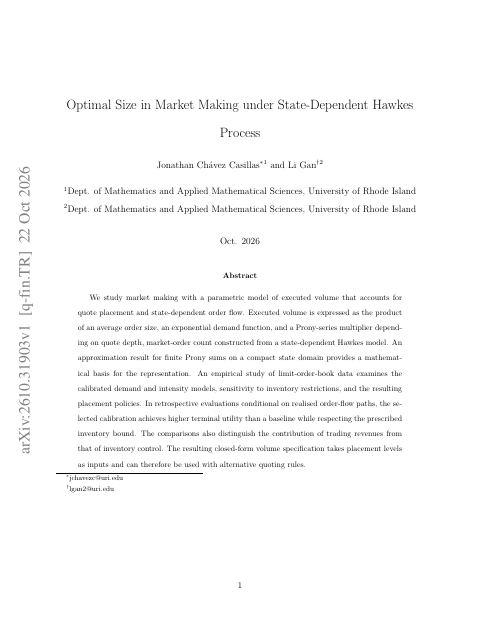 Optimal Size in Market Making under State-Dependent Hawkes
Process
Jonathan Chávez Casillas*1 and Li Gan†2
1Dept. of Mathematics and Applied Mathematical Sciences, University of Rhode Island
2Dept. of Mathematics and Applied Mathematical Sciences, University of Rhode Island
Oct. 2026
Abstract
We study market making with a parametric model of executed volume that accounts for
quote placement and state-dependent order flow. Executed volume is expressed as the product
of an average order size, an exponential demand function, and a Prony-series multiplier depend-
ing on quote depth, market-order count constructed from a state-dependent Hawkes model. An
approximation result for finite Prony sums on a compact state domain provides a mathemat-
ical basis for the representation. An empirical study of limit-order-book data examines the
calibrated demand and intensity models, sensitivity to inventory restrictions, and the resulting
placement policies. In retrospective evaluations conditional on realised order-flow paths, the se-
lected calibration achieves higher terminal utility than a baseline while respecting the prescribed
inventory bound. The comparisons also distinguish the contribution of trading revenues from
that of inventory control. The resulting closed-form volume specification takes placement levels
as inputs and can therefore be used with alternative quoting rules.
*jchavezc@uri.edu
†lgan2@uri.edu
1
arXiv:2610.31903v1 [q-fin.TR] 22 Oct 2026